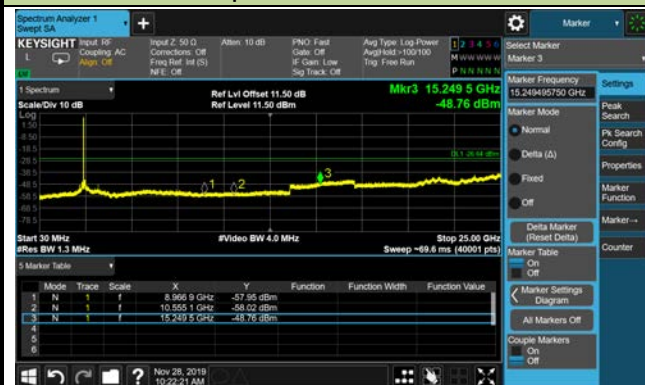 Spectrum Analyzer 1
Swept SA
Marker
KEYSIGHT Input: RF Input Z: 50 Ω Atten: 10 dB PNO: Fast Avg Type: Log-Power 1 2 3 4 5 6
L Coupling: AC Corrections: Off Gate: Off Avg|Hold:>100/100 M W W W W W
Align: Off Freq Ref: Int (S) IF Gain: Low Trig: Free Run
NFE: Off Sig Track: Off P N N N N N
Select Marker
Marker 3
1 Spectrum
Scale/Div 10 dB
Log
Ref Lvl Offset 11.50 dB
Ref Level 11.50 dBm
Mkr3 15.249 5 GHz
-48.76 dBm
1.50
-8.50
-18.5
-28.5
-38.5
-48.5
-58.5
-68.5
-78.5
1
2
3
Start 30 MHz #Video BW 4.0 MHz Stop 25.00 GHz
#Res BW 1.3 MHz Sweep ~69.6 ms (40001 pts)
5 Marker Table
Mode Trace Scale X Y Function Function Width Function Value
1 N 1 f 8.966 9 GHz -57.95 dBm
2 N 1 f 10.555 1 GHz -58.02 dBm
3 N 1 f 15.249 5 GHz -48.76 dBm
4
5
6
Nov 28, 2019
10:22:21 AM
Marker Frequency
15.249495750 GHz
Marker Mode
Normal
Delta (Δ)
Fixed
Off
Delta Marker
(Reset Delta)
Marker Table
On
Off
Marker Settings
Diagram
All Markers Off
Couple Markers
On
Off
Settings
Peak
Search
Pk Search
Config
Properties
Marker
Function
Marker→
Counter